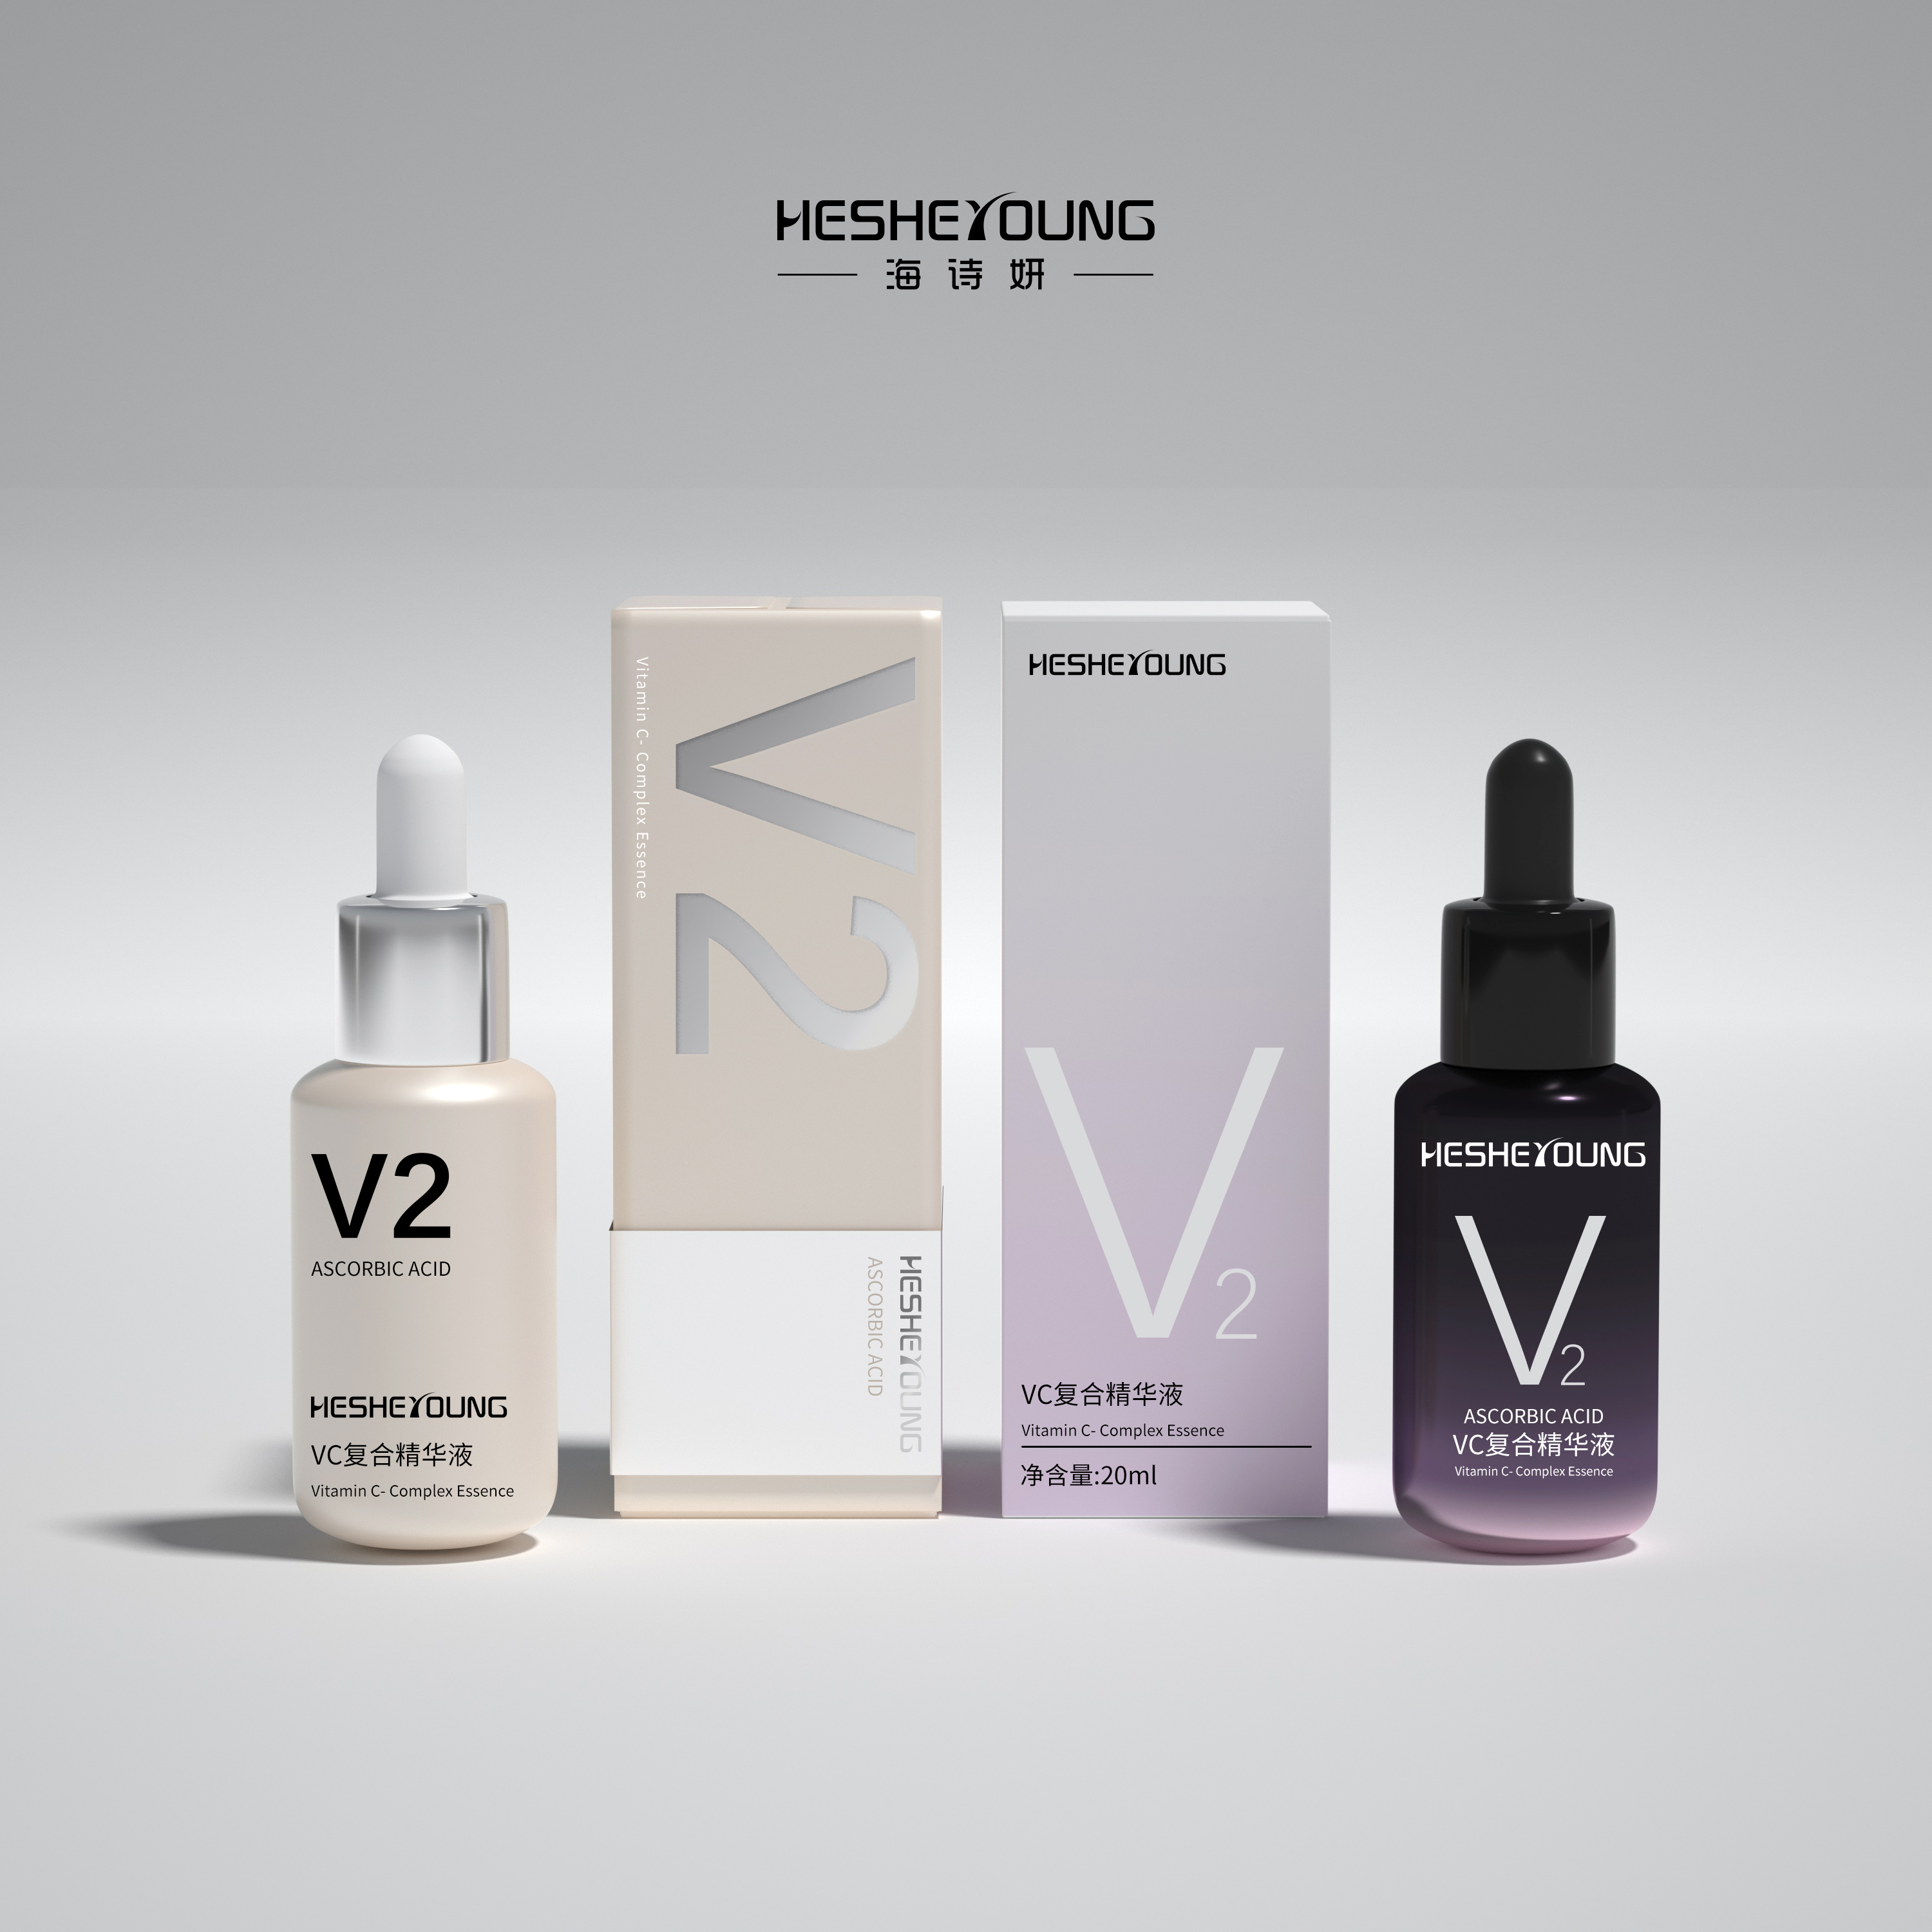 HESHEYOUNG
海诗妍
V2
ASCORBIC ACID
HESHEYOUNG
VC复合精华液
Vitamin C- Complex Essence
V2
Vitamin C- Complex Essence
HESHEYOUNG
ASCORBIC ACID
HESHEYOUNG
V2
VC复合精华液
Vitamin C- Complex Essence
净含量:20ml
HESHEYOUNG
V2
ASCORBIC ACID
VC复合精华液
Vitamin C- Complex Essence